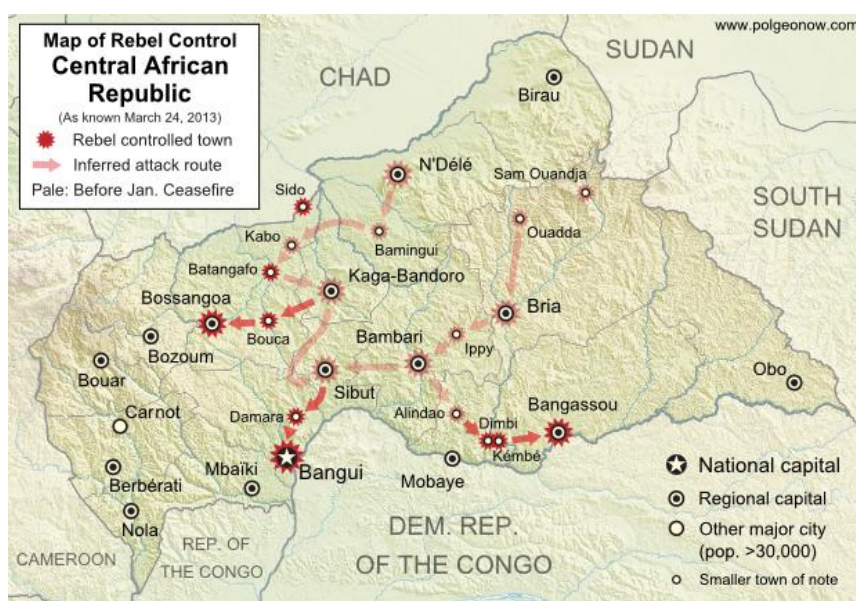 Map of Rebel Control
Central African
Republic
(As known March 24, 2013)
Rebel controlled town
Inferred attack route
Pale: Before Jan. Ceasefire
www.polgeonow.com
SUDAN
CHAD
Birau
N'Délé
Sam Ouandja
Sido
SOUTH
SUDAN
Ouadda
Kabo
Bamingui
Batangafo
Kaga-Bandoro
Bossangoa
Bria
Bouca
Bambari
Bozoum
Ippy
Bouar
Sibut
Obo
Carnot
Damara
Alindao
Dimbi
Bangassou
Kémbé
Bangui
Mbaïki
Mobaye
Berbérati
Nola
National capital
Regional capital
Other major city
(pop. >30,000)
Smaller town of note
DEM. REP.
OF THE CONGO
REP. OF
THE CONGO
CAMEROON